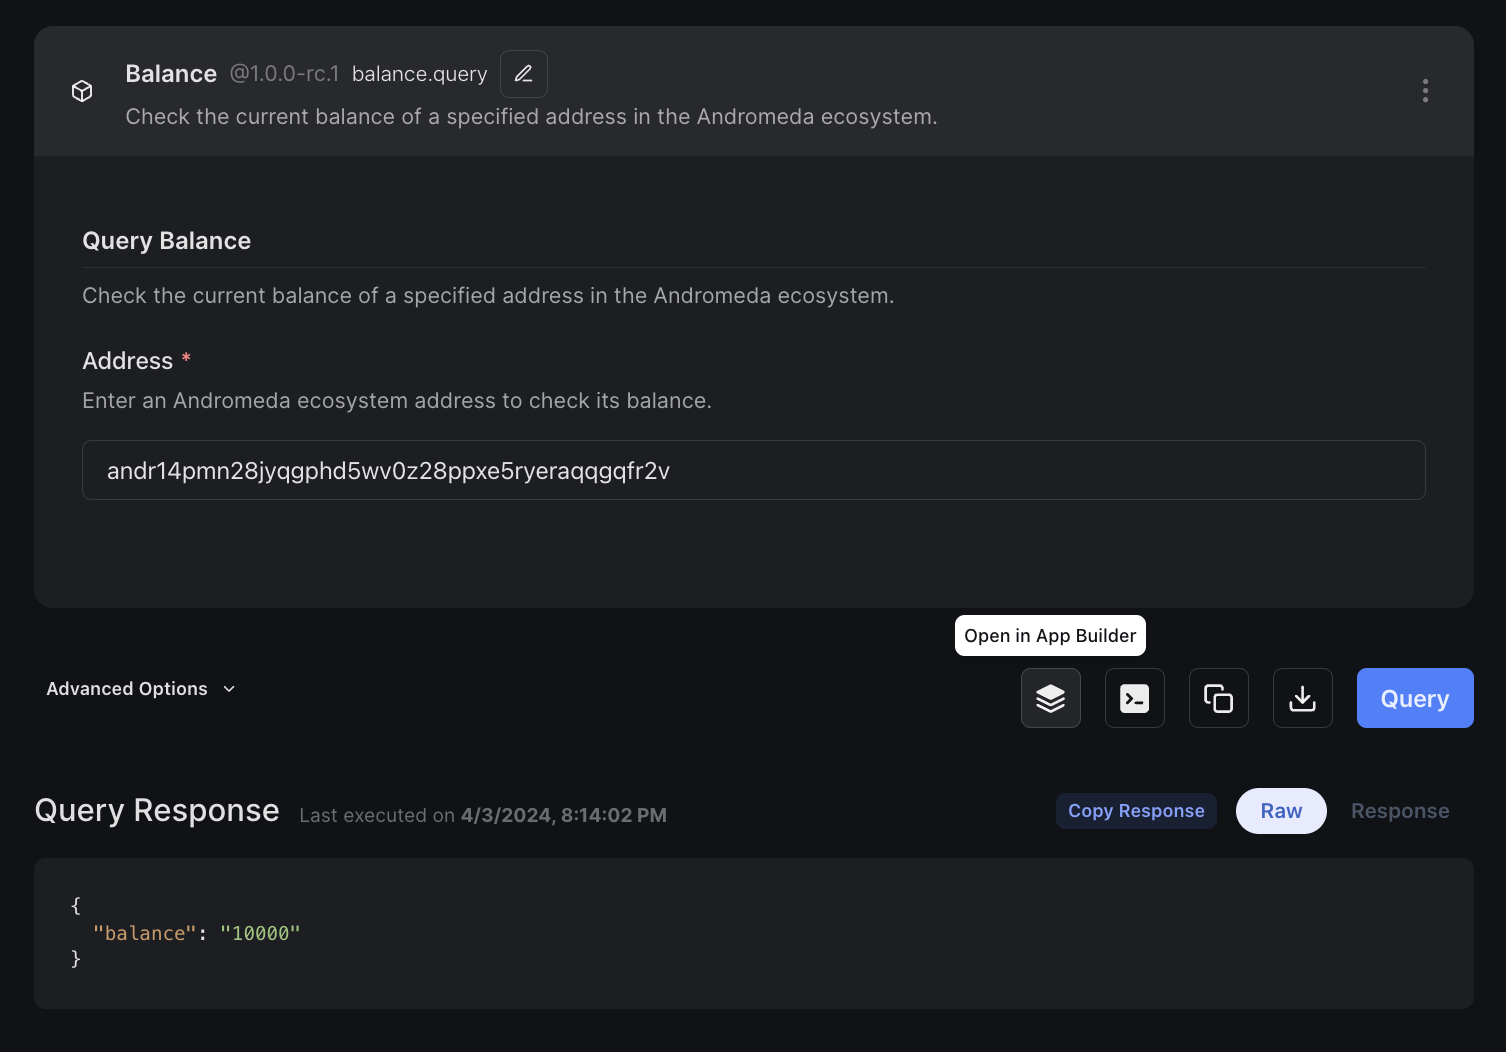 Balance @1.0.0-rc.1 balance.query
Check the current balance of a specified address in the Andromeda ecosystem.
Query Balance
Check the current balance of a specified address in the Andromeda ecosystem.
Address *
Enter an Andromeda ecosystem address to check its balance.
andr14pmn28jyqgphd5wv0z28ppxe5ryeraqqgqfr2v
Open in App Builder
Advanced Options
Query
Query Response Last executed on 4/3/2024, 8:14:02 PM
Copy Response Raw Response
{
"balance": "10000"
}